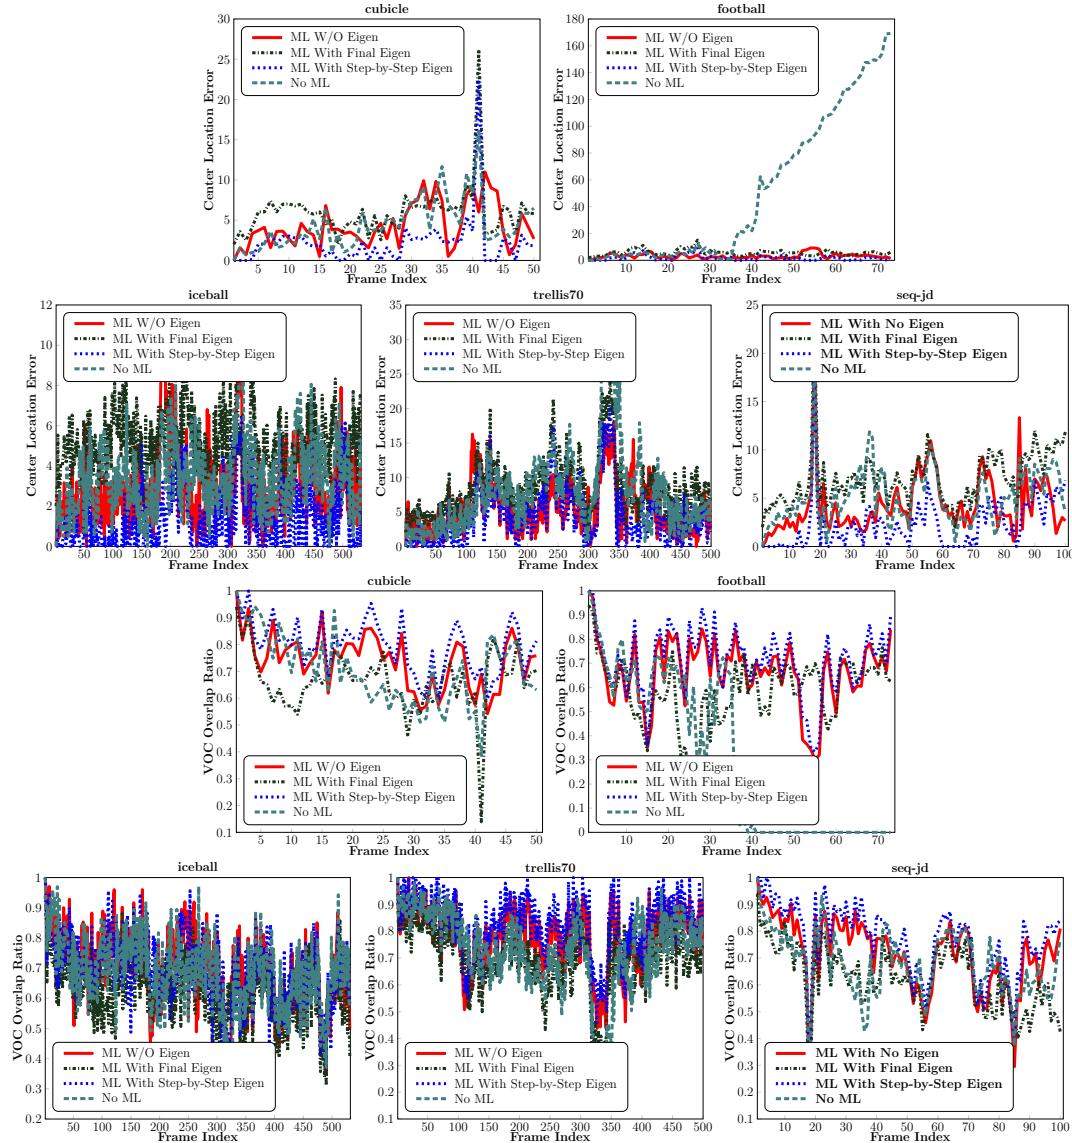 cubicle
Center Location Error
30
25
20
15
10
5
0
ML W/O Eigen
ML With Final Eigen
ML With Step-by-Step Eigen
No ML
5 10 15 20 25 30 35 40 45 50
Frame Index
football
Center Location Error
180
160
140
120
100
80
60
40
20
0
ML W/O Eigen
ML With Final Eigen
ML With Step-by-Step Eigen
No ML
10 20 30 40 50 60 70
Frame Index
iceball
Center Location Error
12
10
8
6
4
2
0
ML W/O Eigen
ML With Final Eigen
ML With Step-by-Step Eigen
No ML
50 100 150 200 250 300 350 400 450 500
Frame Index
trellis70
Center Location Error
35
30
25
20
15
10
5
0
ML W/O Eigen
ML With Final Eigen
ML With Step-by-Step Eigen
No ML
100 200 300 400 500
Frame Index
seq-jd
Center Location Error
25
20
15
10
5
0
ML With No Eigen
ML With Final Eigen
ML With Step-by-Step Eigen
No ML
10 20 30 40 50 60 70 80 90 100
Frame Index
cubicle
VOC Overlap Ratio
1
0.9
0.8
0.7
0.6
0.5
0.4
0.3
0.2
0.1
ML W/O Eigen
ML With Final Eigen
ML With Step-by-Step Eigen
No ML
5 10 15 20 25 30 35 40 45 50
Frame Index
football
VOC Overlap Ratio
1
0.9
0.8
0.7
0.6
0.5
0.4
0.3
0.2
0.1
0
ML W/O Eigen
ML With Final Eigen
ML With Step-by-Step Eigen
No ML
10 20 30 40 50 60 70
Frame Index
iceball
VOC Overlap Ratio
1
0.9
0.8
0.7
0.6
0.5
0.4
0.3
0.2
ML W/O Eigen
ML With Final Eigen
ML With Step-by-Step Eigen
No ML
50 100 150 200 250 300 350 400 450 500
Frame Index
trellis70
VOC Overlap Ratio
1
0.9
0.8
0.7
0.6
0.5
0.4
0.3
0.2
0.1
ML W/O Eigen
ML With Final Eigen
ML With Step-by-Step Eigen
No ML
50 100 150 200 250 300 350 400 450 500
Frame Index
seq-jd
VOC Overlap Ratio
1
0.9
0.8
0.7
0.6
0.5
0.4
0.3
0.2
0.1
ML With No Eigen
ML With Final Eigen
ML With Step-by-Step Eigen
No ML
10 20 30 40 50 60 70 80 90 100
Frame Index